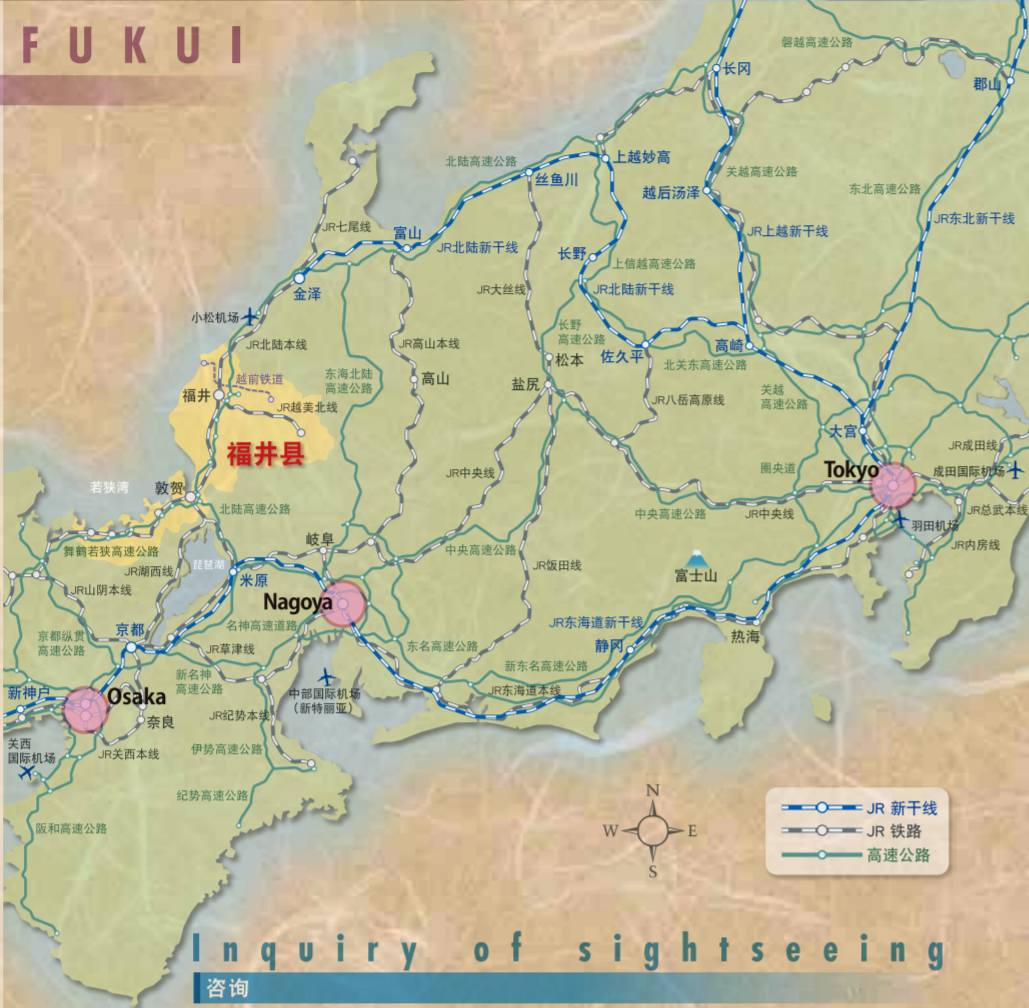 FUKUI
磐越高速公路
长冈
郡山
北陆高速公路
上越妙高
丝鱼川
关越高速公路
越后汤泽
东北高速公路
JR七尾线
富山
JR北陆新干线
JR上越新干线
JR东北新干线
长野
上信越高速公路
金泽
JR大丝线
JR北陆新干线
小松机场
长野
高速公路
JR北陆本线
JR高山本线
佐久平
高崎
松本
北关东高速公路
越前铁道
东海北陆
高速公路
高山
盐尻
福井
JR越美北线
JR八岳高原线
关越
高速公路
大宫
福井县
JR成田线
JR中央线
圈央道
Tokyo
成田国际机场
若狭湾
敦贺
北陆高速公路
中央高速公路
JR中央线
JR总武本线
羽田机场
岐阜
舞鹤若狭高速公路
中央高速公路
JR内房线
琵琶湖
JR湖西线
JR饭田线
富士山
米原
JR山阴本线
Nagoya
京都
名神高速道路
JR东海道新干线
热海
京都纵贯
高速公路
JR草津线
东名高速公路
静冈
新东名高速公路
新名神
高速公路
新神户
Osaka
中部国际机场
（新特丽亚）
JR东海道本线
奈良
JR纪势本线
关西
国际机场
JR关西本线
伊势高速公路
纪势高速公路
阪和高速公路
N
W
E
S
JR 新干线
JR 铁路
高速公路
Inquiry of sightseeing
咨询